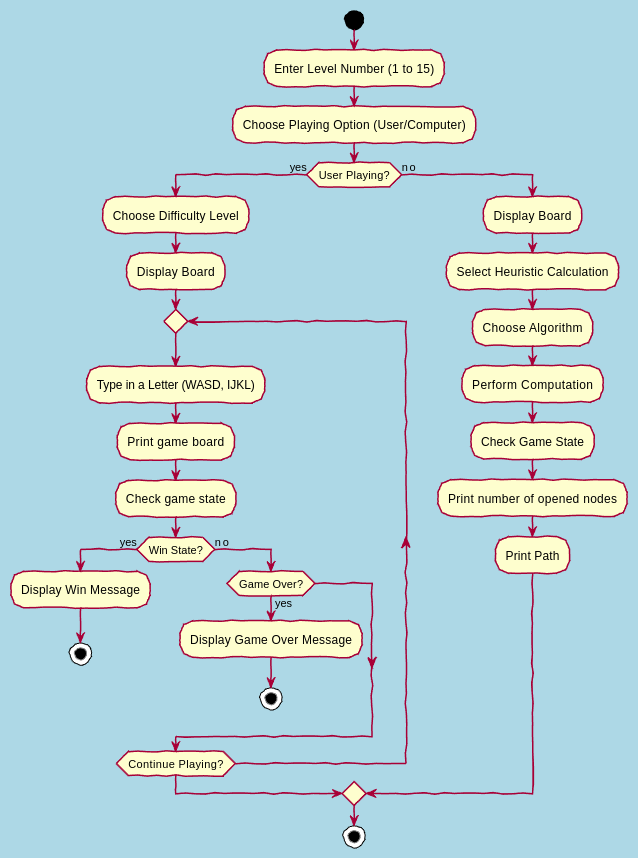 Enter Level Number (1 to 15)
Choose Playing Option (User/Computer)
yes
User Playing?
no
Choose Difficulty Level
Display Board
Type in a Letter (WASD, IJKL)
Print game board
Check game state
yes
Win State?
no
Display Win Message
Game Over?
yes
Display Game Over Message
Continue Playing?
Display Board
Select Heuristic Calculation
Choose Algorithm
Perform Computation
Check Game State
Print number of opened nodes
Print Path